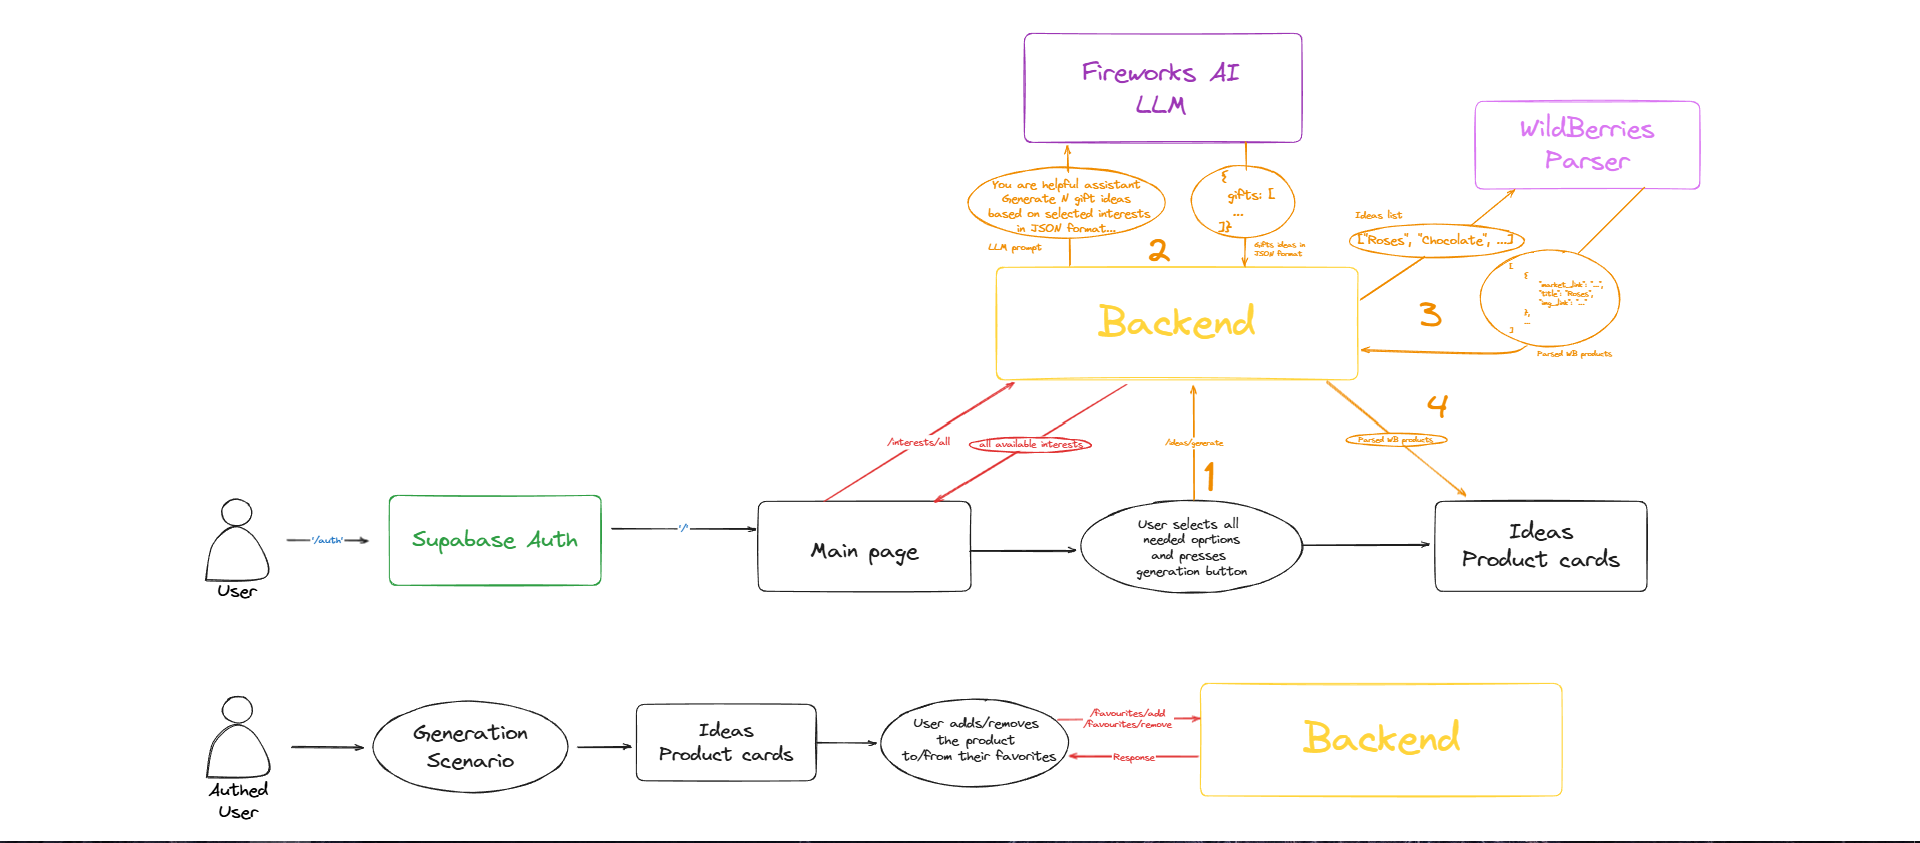 Fireworks AI
LLM
WildBerries
Parser
You are helpful assistant
Generate N gift ideas
based on selected interests
in JSON format...
LLM prompt
{
gifts: [
...
]}
Gifts ideas in
JSON format
2
Ideas list
["Roses", "Chocolate", ...]
[
{
"market_link": "...",
"title": "Roses",
"img_link": "..."
},
...
]
Parsed WB products
3
Backend
4
/interests/all
all available interests
/ideas/generate
Parsed WB products
1
User
'/auth'
Supabase Auth
'/'
Main page
User selects all
needed oprtions
and presses
generation button
Ideas
Product cards
Authed
User
Generation
Scenario
Ideas
Product cards
User adds/removes
the product
to/from their favorites
/favourites/add
/favourites/remove
Response
Backend